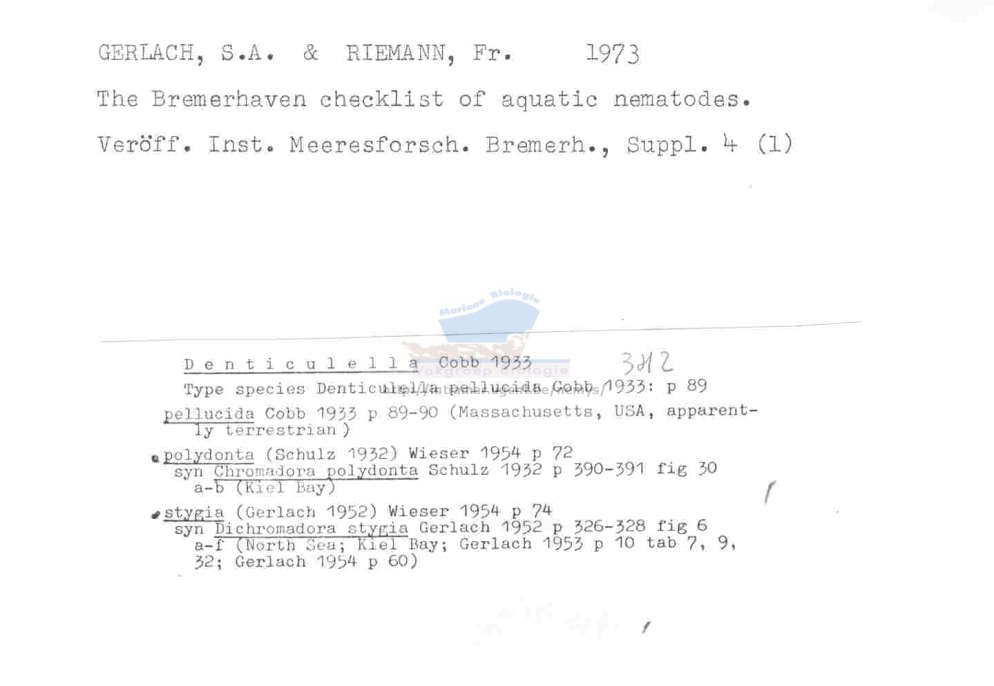 GERLACH, S.A. & RIEMANN, Fr. 1973
The Bremerhaven checklist of aquatic nematodes.
Veröff. Inst. Meeresforsch. Bremerh., Suppl. 4 (1)
Mariene Biologie
Vakgroep Biologie
Denticulella Cobb 1933
Type species Denticulella pellucida Cobb 1933: p 89
pellucida Cobb 1933 p 89-90 (Massachusetts, USA, apparent-
ly terrestrian)
polydonta (Schulz 1932) Wieser 1954 p 72
syn Chromadora polydonta Schulz 1932 p 390-391 fig 30
a-b (Kiel Bay)
stygia (Gerlach 1952) Wieser 1954 p 74
syn Dichromadora stygia Gerlach 1952 p 326-328 fig 6
a-f (North Sea; Kiel Bay; Gerlach 1953 p 10 tab 7, 9,
32; Gerlach 1954 p 60)